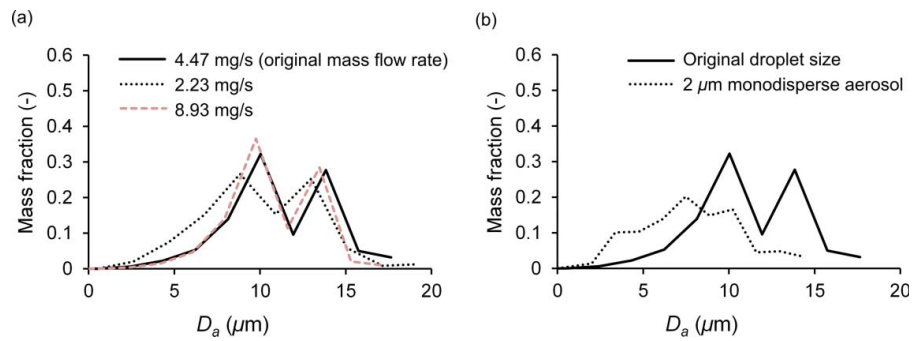 (a)
0.6
0.5
0.4
0.3
0.2
0.1
0
Mass fraction (-)
4.47 mg/s (original mass flow rate)
2.23 mg/s
8.93 mg/s
0 5 10 15 20
Dₐ (µm)
(b)
0.6
0.5
0.4
0.3
0.2
0.1
0
Mass fraction (-)
Original droplet size
2 µm monodisperse aerosol
0 5 10 15 20
Dₐ (µm)